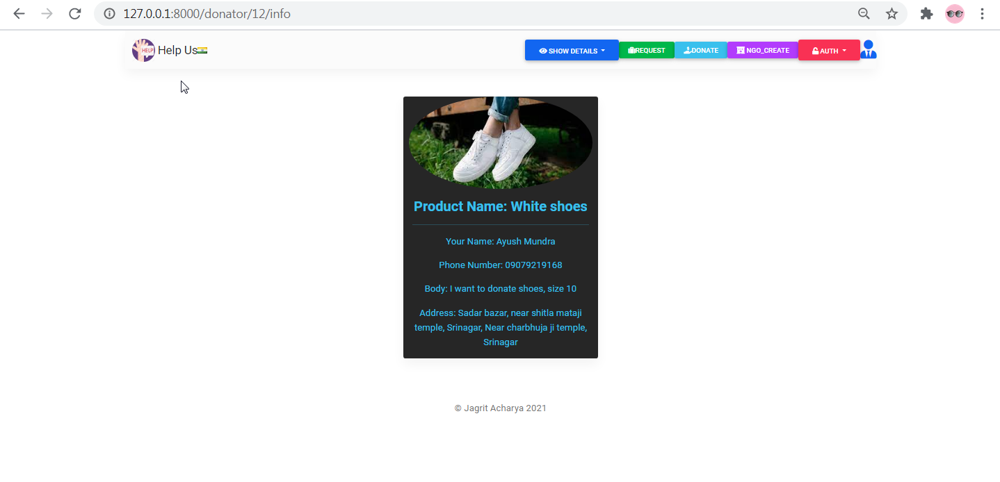 127.0.0.1:8000/donator/12/info
HELP Help Us
SHOW DETAILS
REQUEST
DONATE
NGO_CREATE
AUTH
Product Name: White shoes
Your Name: Ayush Mundra
Phone Number: 09079219168
Body: I want to donate shoes, size 10
Address: Sadar bazar, near shitla mataji
temple, Srinagar, Near charbhuja ji temple,
Srinagar
© Jagrit Acharya 2021